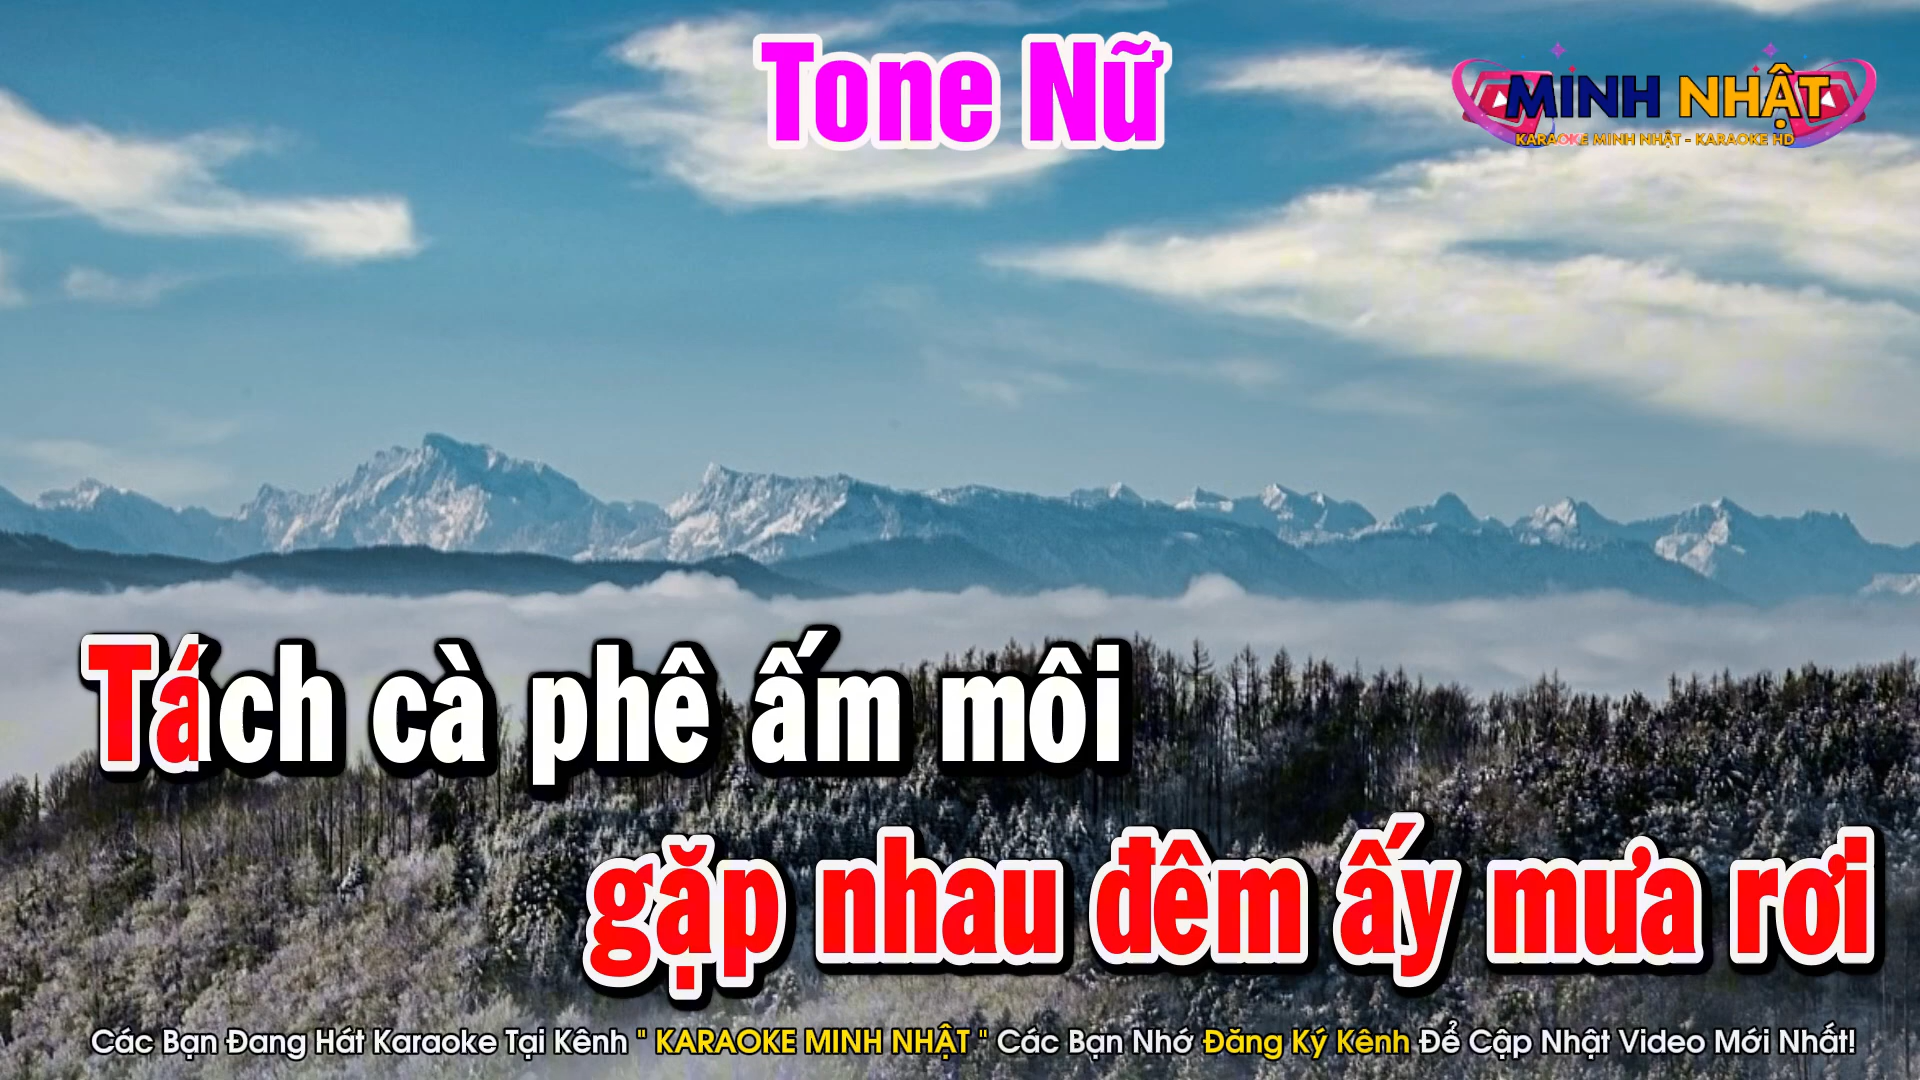 Tone Nữ
MINH NHẬT
KARAOKE MINH NHẬT - KARAOKE HD
Tách cà phê ấm môi
gặp nhau đêm ấy mưa rơi
Các Bạn Đang Hát Karaoke Tại Kênh " KARAOKE MINH NHẬT " Các Bạn Nhớ Đăng Ký Kênh Để Cập Nhật Video Mới Nhất!